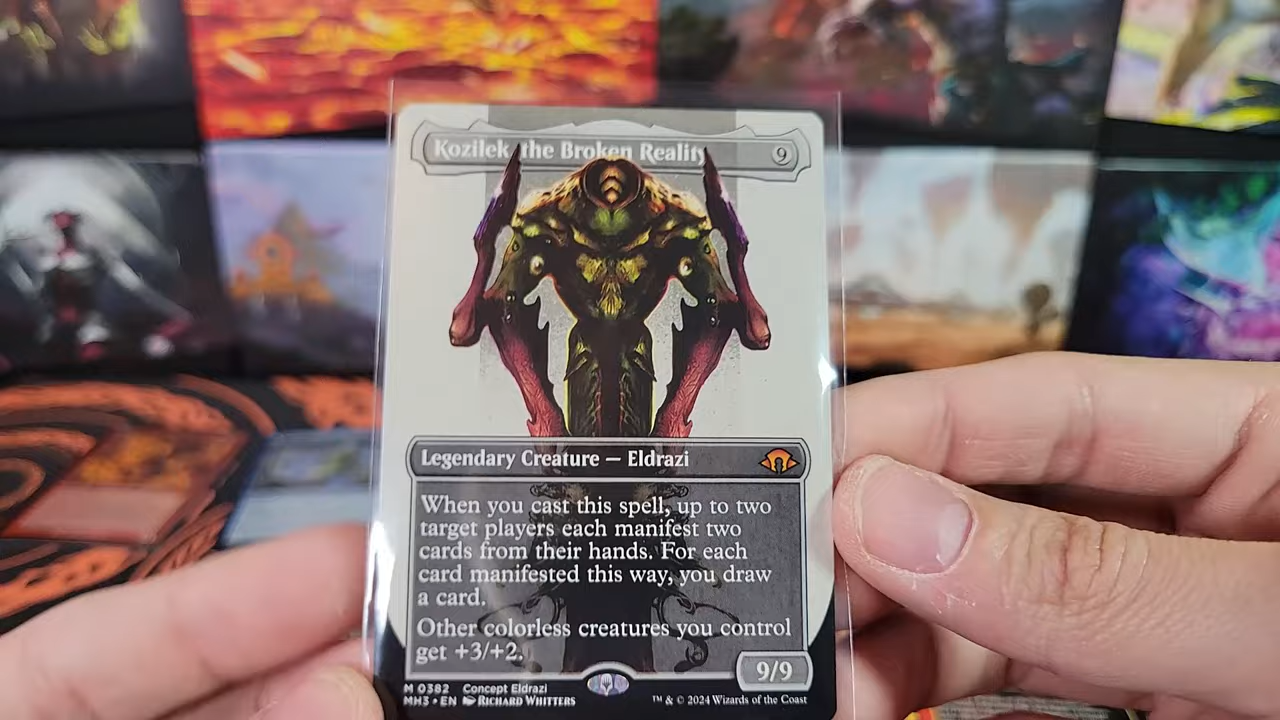 Kozilek, the Broken Reality 9
Legendary Creature — Eldrazi
When you cast this spell, up to two
target players each manifest two
cards from their hands. For each
card manifested this way, you draw
a card.
Other colorless creatures you control
get +3/+2.
9/9
M 0382 Concept Eldrazi
MH3 • EN Richard Whitters ™ & © 2024 Wizards of the Coast